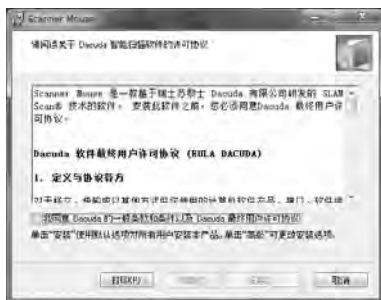 Scanner Mouse
请阅读关于 Dacuda 智能扫描软件的许可协议
Scanner Mouse 是一款基于瑞士苏黎士 Dacuda 有限公司研发的 SLAM
Scan® 技术的软件。 安装此软件之前，您必须同意Dacuda 最终用户许
可协议。
Dacuda 软件最终用户许可协议 (EULA DACUDA)
1. 定义与协议各方
我同意 Dacuda 的一般条款和条件以及 Dacuda 最终用户许可协议
单击“安装”使用默认选项对所有用户安装本产品。单击“高级”可更改安装选项。
打印(P)
取消